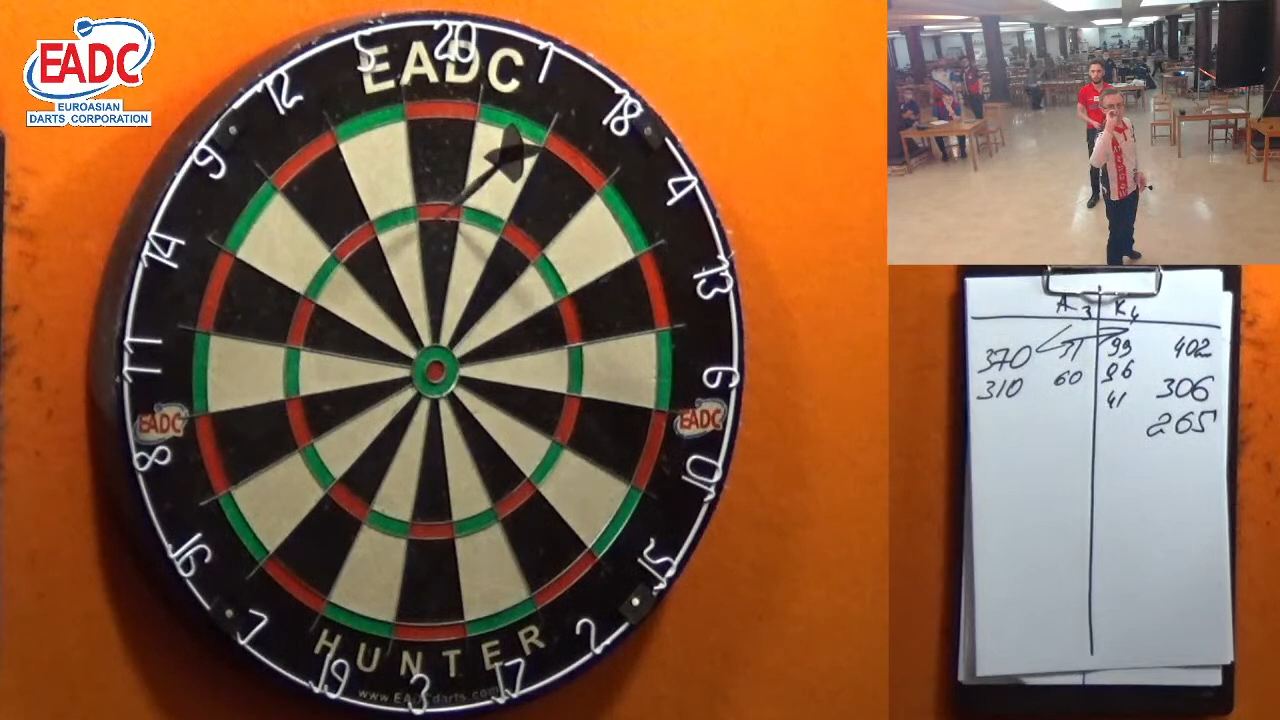 EADC
EUROASIAN
DARTS CORPORATION
EADC
20
1
18
4
13
6
10
15
2
17
3
19
7
16
8
11
14
9
12
5
EADC
EADC
HUNTER
www.EADCdarts.com
A 3 K 4
370 31 99 402
310 60 96 306
41 265